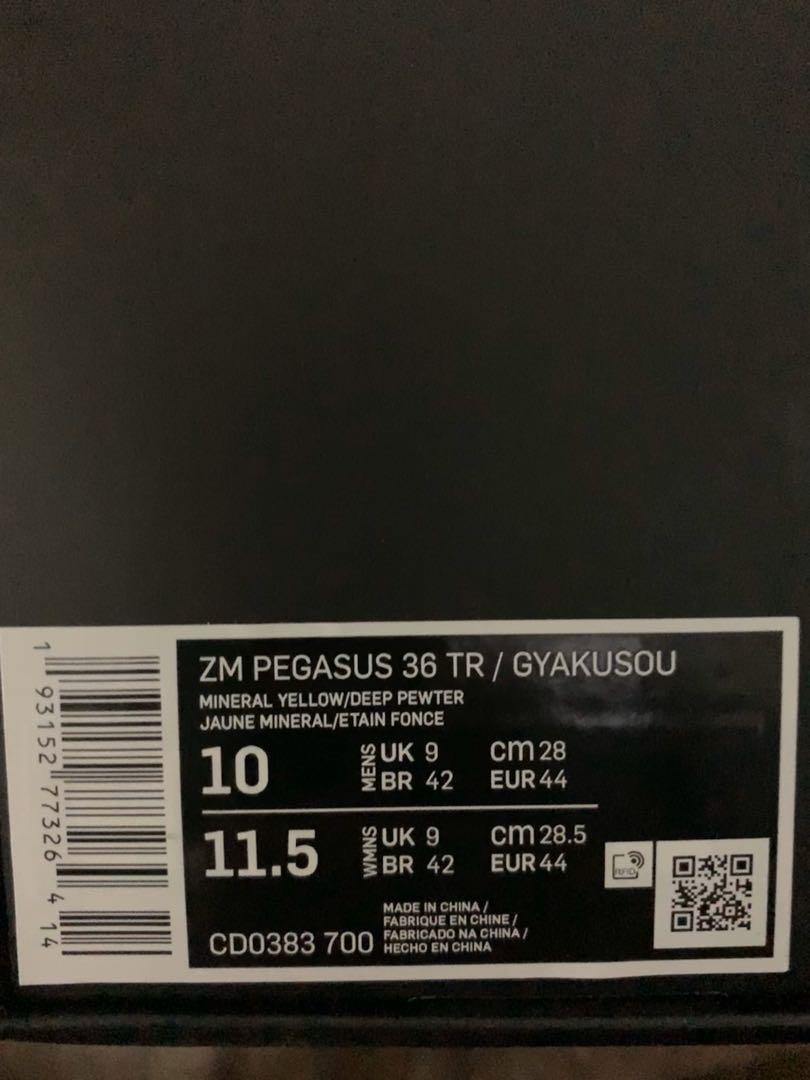 ZM PEGASUS 36 TR / GYAKUSOU
MINERAL YELLOW/DEEP PEWTER
JAUNE MINERAL/ETAIN FONCE
10 MENS UK 9 cm 28
BR 42 EUR 44
11.5 WMNS UK 9 cm 28.5
BR 42 EUR 44
CD0383 700
MADE IN CHINA /
FABRIQUE EN CHINE /
FABRICADO NA CHINA /
HECHO EN CHINA
RFID
1 93152 77326 4 14